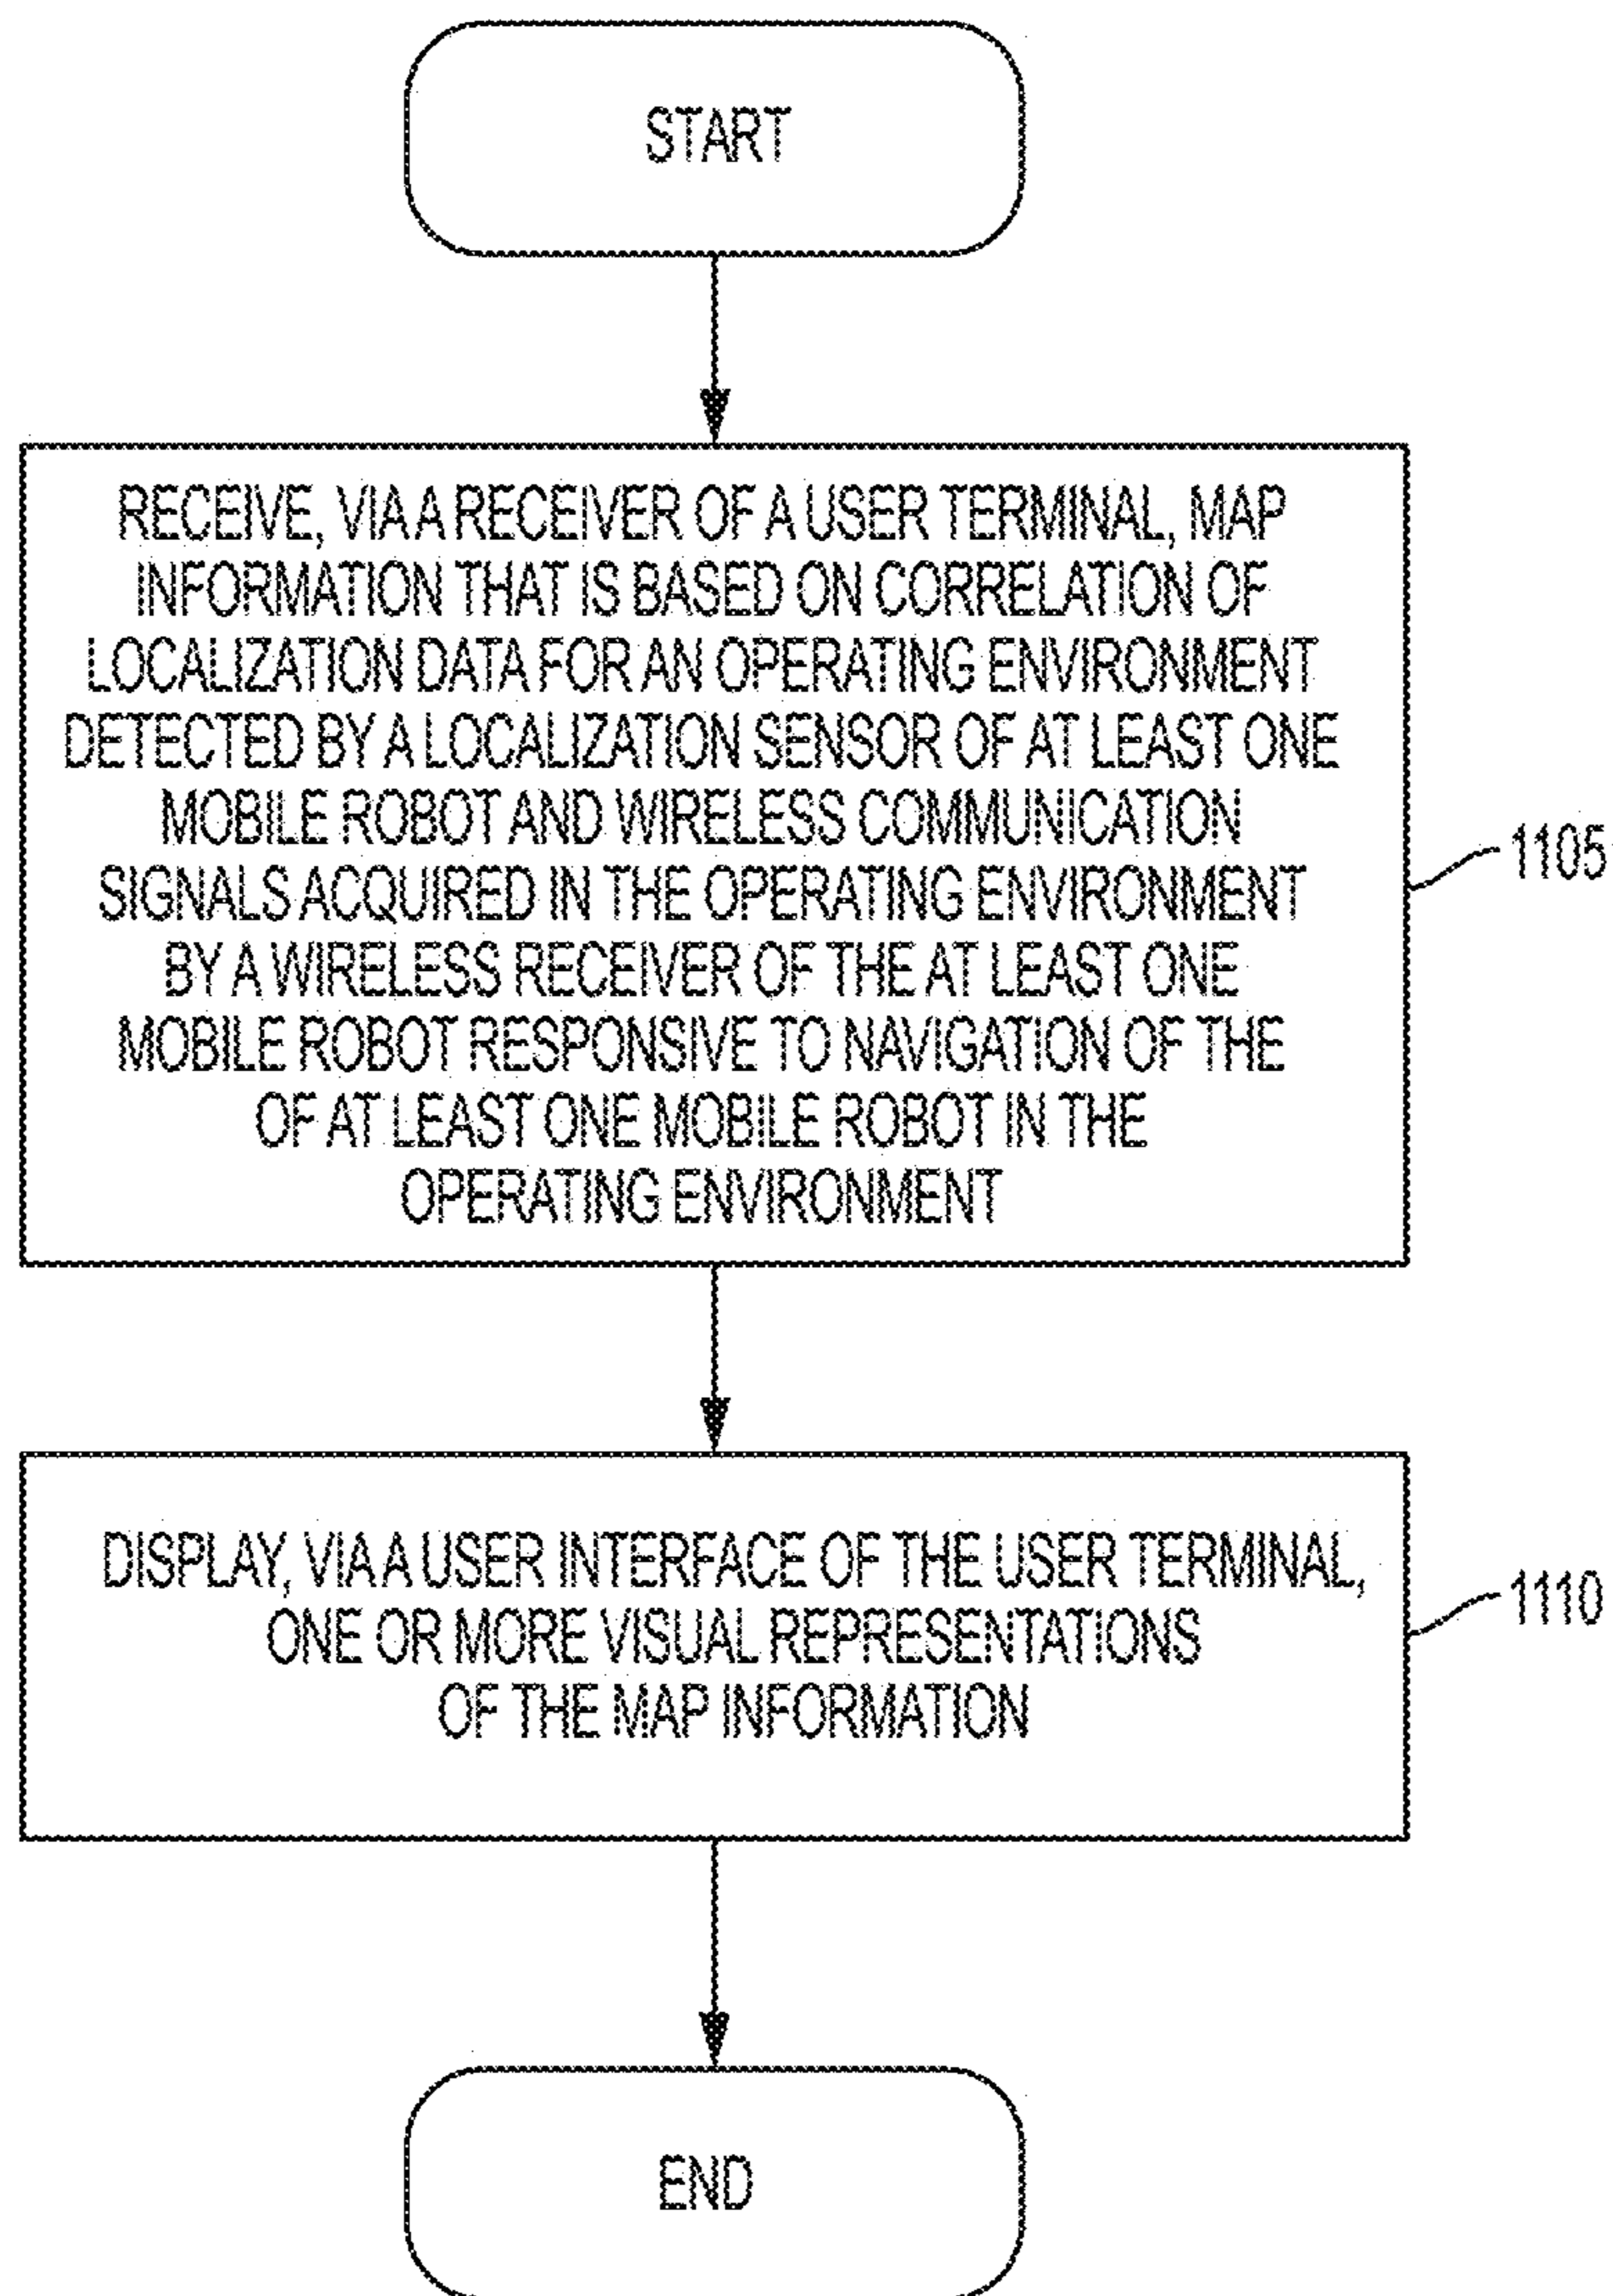 START
RECEIVE, VIA A RECEIVER OF A USER TERMINAL, MAP
INFORMATION THAT IS BASED ON CORRELATION OF
LOCALIZATION DATA FOR AN OPERATING ENVIRONMENT
DETECTED BY A LOCALIZATION SENSOR OF AT LEAST ONE
MOBILE ROBOT AND WIRELESS COMMUNICATION
SIGNALS ACQUIRED IN THE OPERATING ENVIRONMENT
BY A WIRELESS RECEIVER OF THE AT LEAST ONE
MOBILE ROBOT RESPONSIVE TO NAVIGATION OF THE
OF AT LEAST ONE MOBILE ROBOT IN THE
OPERATING ENVIRONMENT
1105
DISPLAY, VIA A USER INTERFACE OF THE USER TERMINAL,
ONE OR MORE VISUAL REPRESENTATIONS
OF THE MAP INFORMATION
1110
END